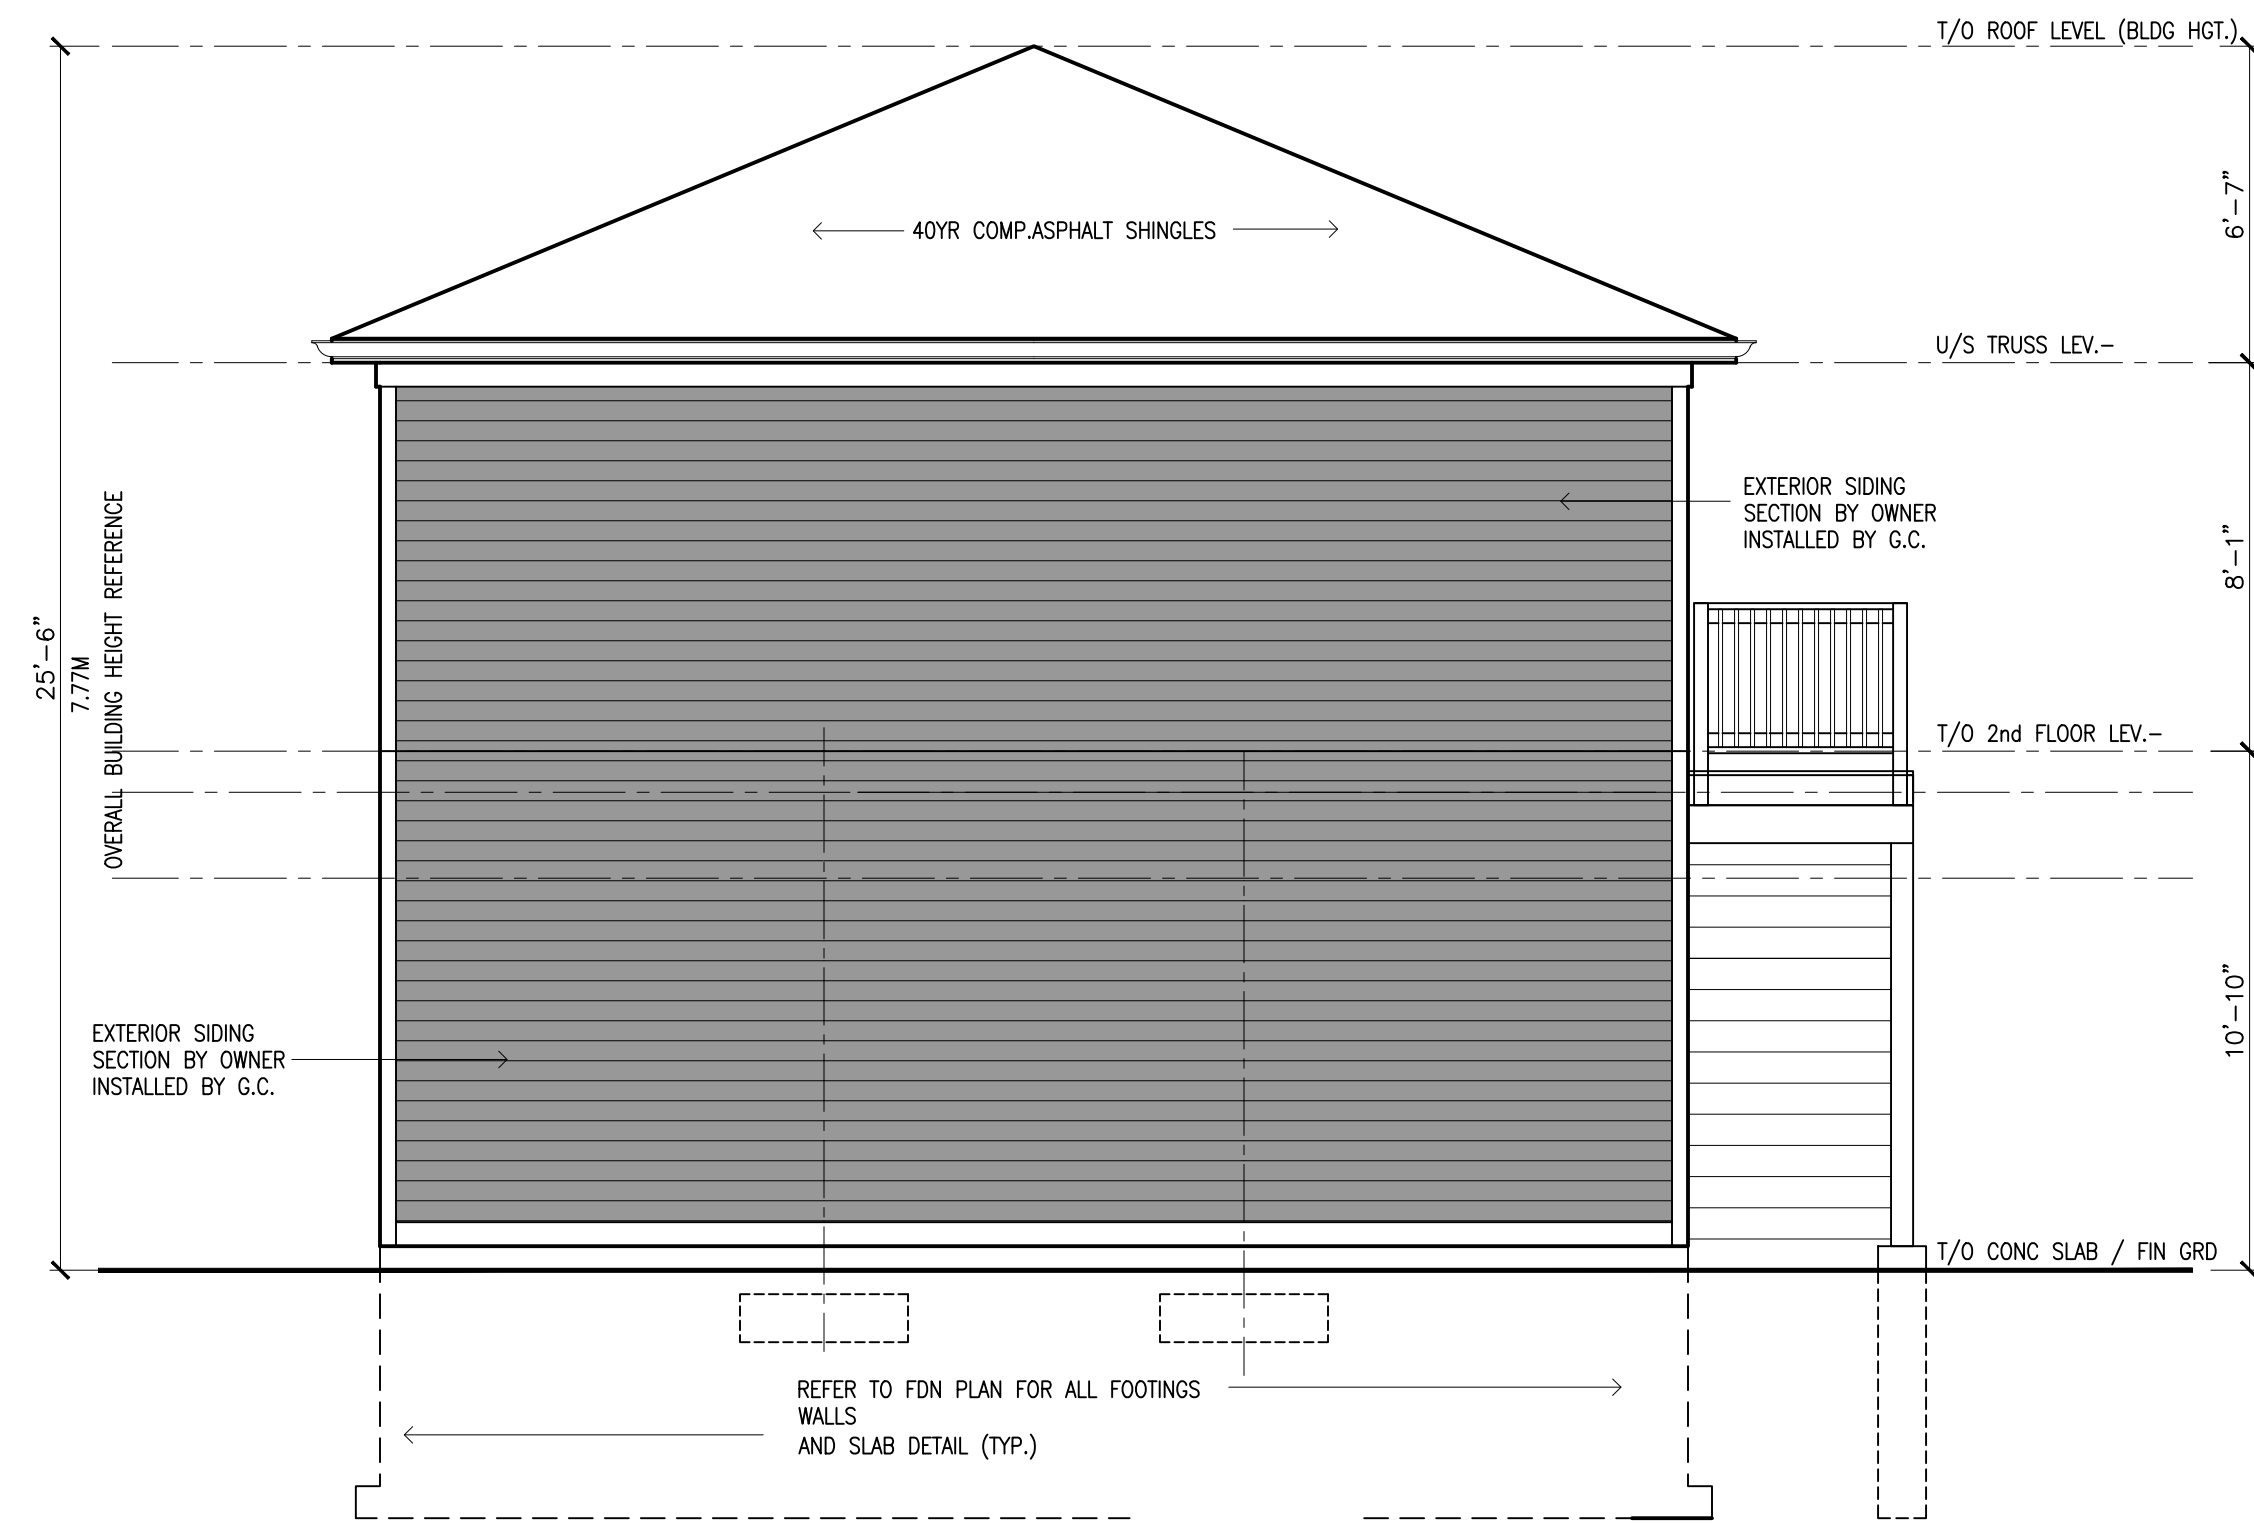 T/O ROOF LEVEL (BLDG HGT.)
6'-7"
40YR COMP.ASPHALT SHINGLES
U/S TRUSS LEV.-
EXTERIOR SIDING
SECTION BY OWNER
INSTALLED BY G.C.
8'-1"
25'-6"
7.77M
OVERALL BUILDING HEIGHT REFERENCE
T/O 2nd FLOOR LEV.-
10'-10"
EXTERIOR SIDING
SECTION BY OWNER
INSTALLED BY G.C.
T/O CONC SLAB / FIN GRD
REFER TO FDN PLAN FOR ALL FOOTINGS
WALLS
AND SLAB DETAIL (TYP.)